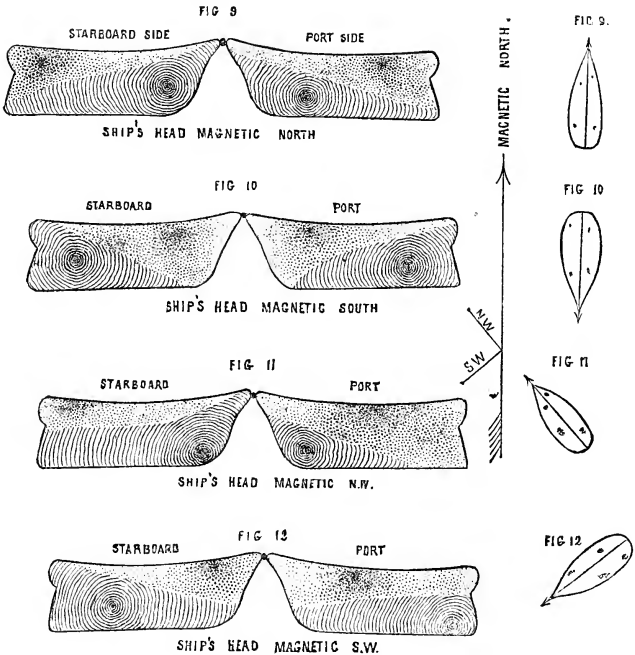 FIG 9
STARBOARD SIDE
PORT SIDE
SHIP'S HEAD MAGNETIC NORTH
FIG 10
STARBOARD
PORT
SHIP'S HEAD MAGNETIC SOUTH
FIG 11
STARBOARD
PORT
SHIP'S HEAD MAGNETIC N.W.
FIG 12
STARBOARD
PORT
SHIP'S HEAD MAGNETIC S.W.
MAGNETIC NORTH.
NW
SW
FIG 9.
FIG 10
FIG 11
FIG 12